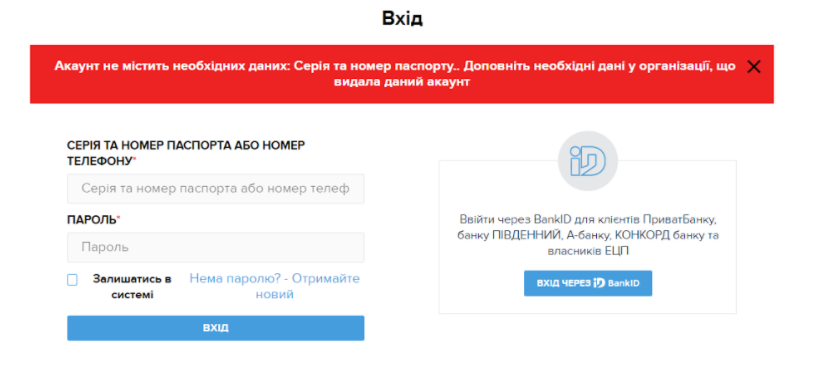 Вхід
Акаунт не містить необхідних даних: Серія та номер паспорту.. Доповніть необхідні дані у організації, що
видала даний акаунт
СЕРІЯ ТА НОМЕР ПАСПОРТА АБО НОМЕР
ТЕЛЕФОНУ*
Серія та номер паспорта або номер телеф
ПАРОЛЬ*
Пароль
Залишатись в
системі
Нема паролю? - Отримайте
новий
ВХІД
iD
Ввійти через BankID для клієнтів ПриватБанку,
банку ПІВДЕННИЙ, А-банку, КОНКОРД банку та
власників ЕЦП
ВХІД ЧЕРЕЗ iD BankID